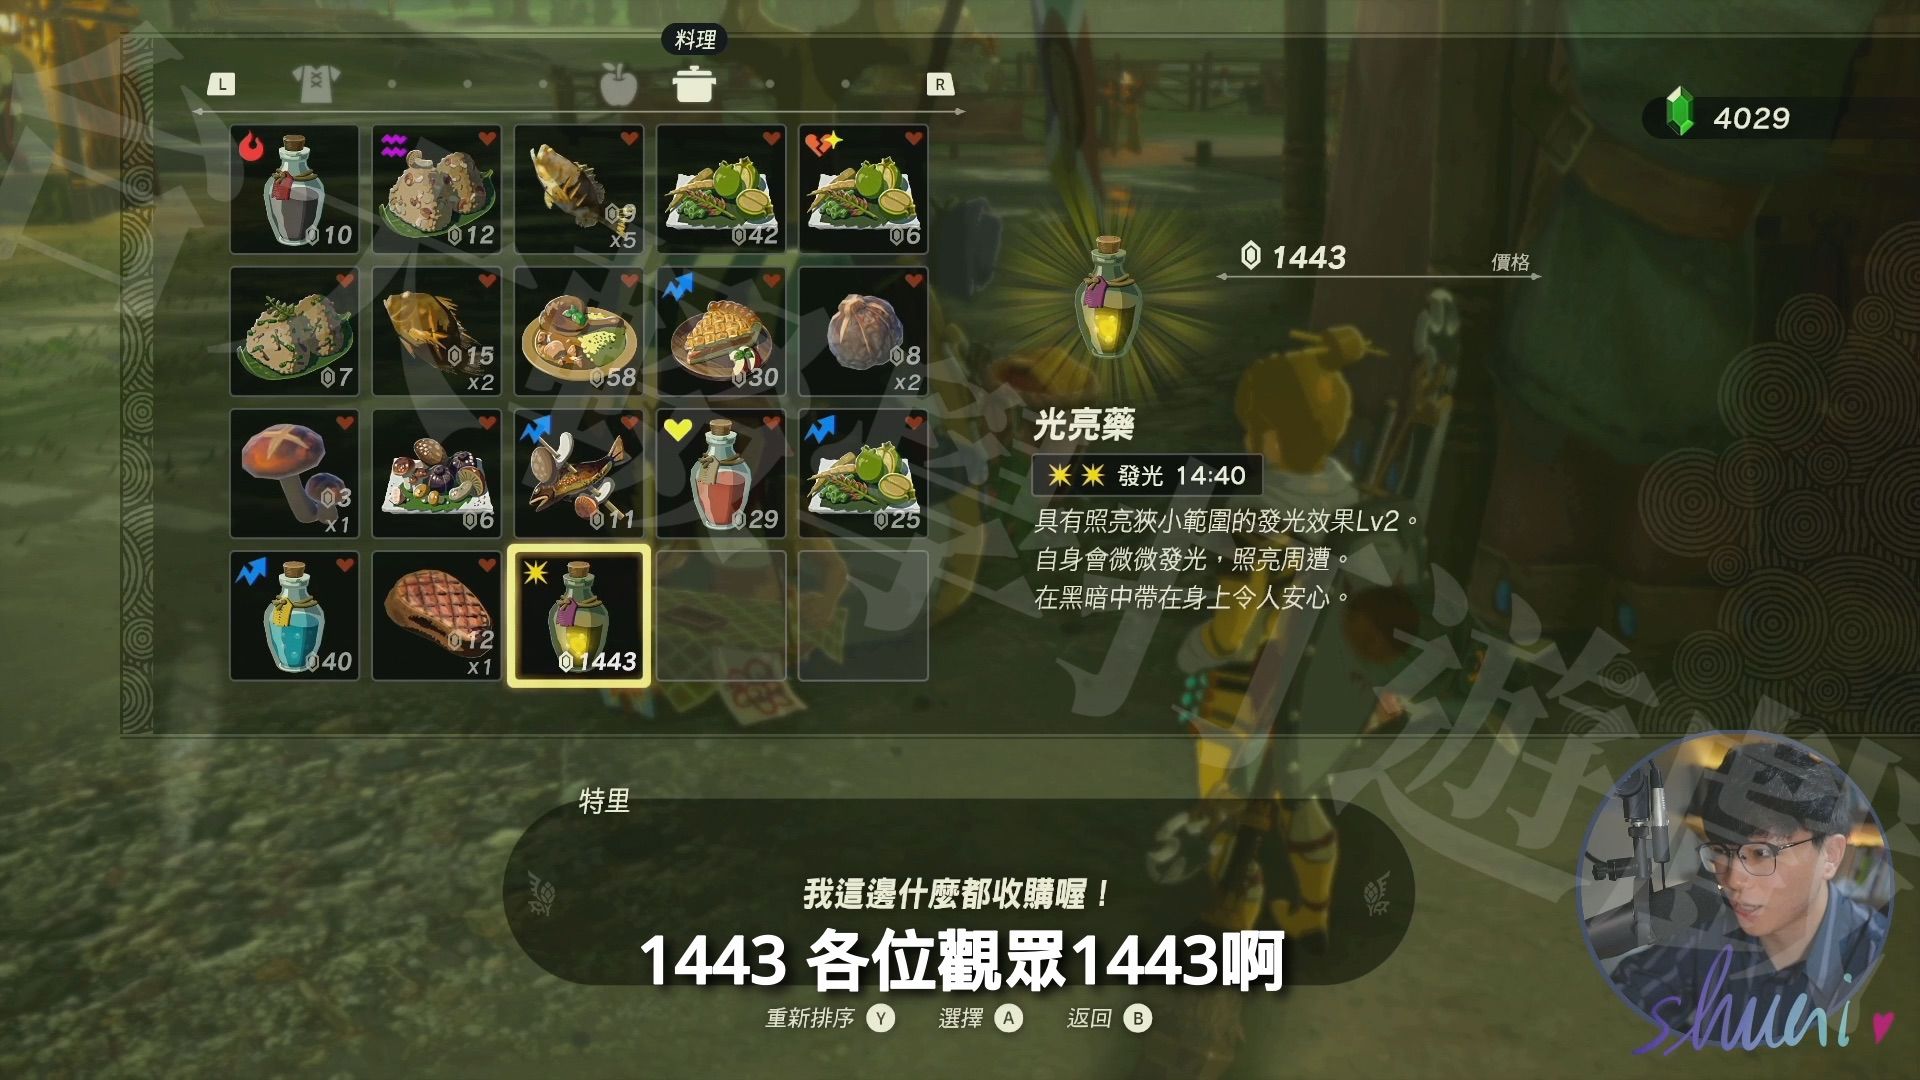 料理
L
R
4029
10
12
9
x5
42
6
7
15
x2
58
30
8
x2
3
x1
6
11
29
25
40
12
x1
1443
1443
價格
光亮藥
發光 14:40
具有照亮狹小範圍的發光效果Lv2。
自身會微微發光，照亮周遭。
在黑暗中帶在身上令人安心。
特里
我這邊什麼都收購喔！
1443 各位觀眾1443啊
重新排序 Y 選擇 A 返回 B
shuni